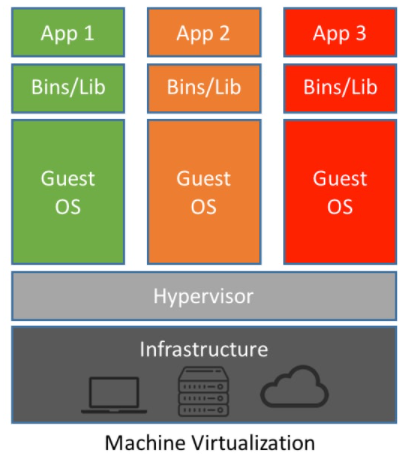 App 1
App 2
App 3
Bins/Lib
Bins/Lib
Bins/Lib
Guest
OS
Guest
OS
Guest
OS
Hypervisor
Infrastructure
Machine Virtualization